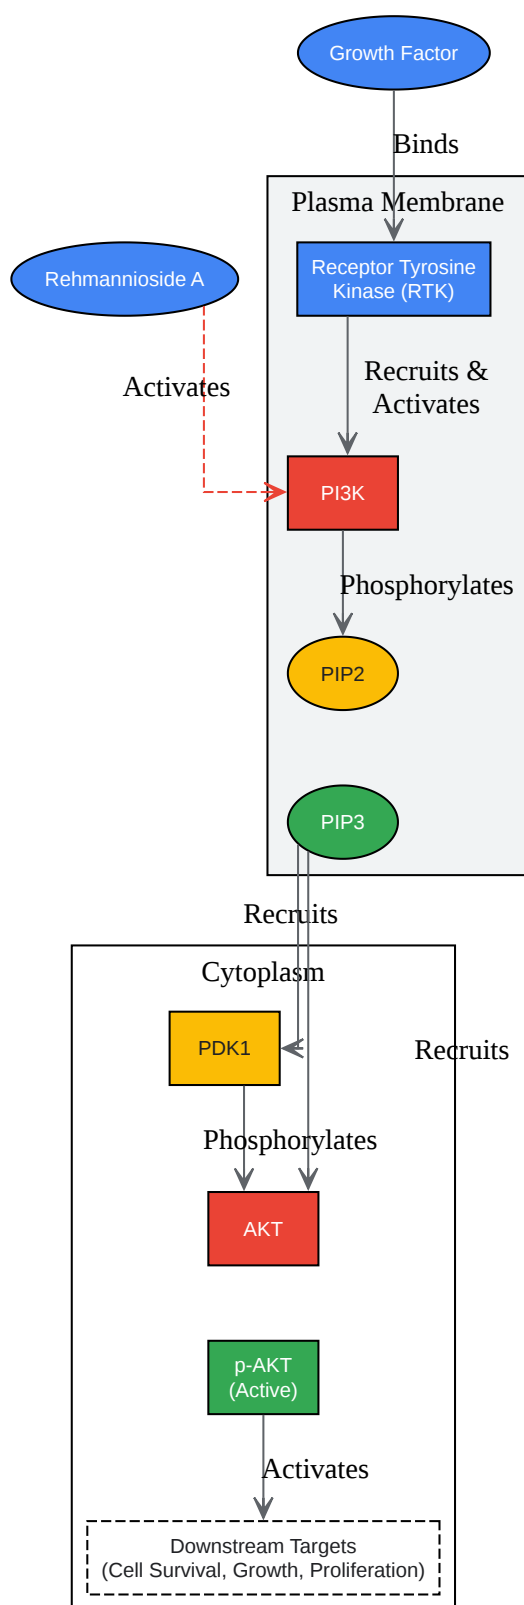 Growth Factor
Binds
Plasma Membrane
Rehmannioside A
Receptor Tyrosine
Kinase (RTK)
Activates
Recruits &
Activates
PI3K
Phosphorylates
PIP2
PIP3
Recruits
Cytoplasm
PDK1
Recruits
Phosphorylates
AKT
p-AKT
(Active)
Activates
Downstream Targets
(Cell Survival, Growth, Proliferation)